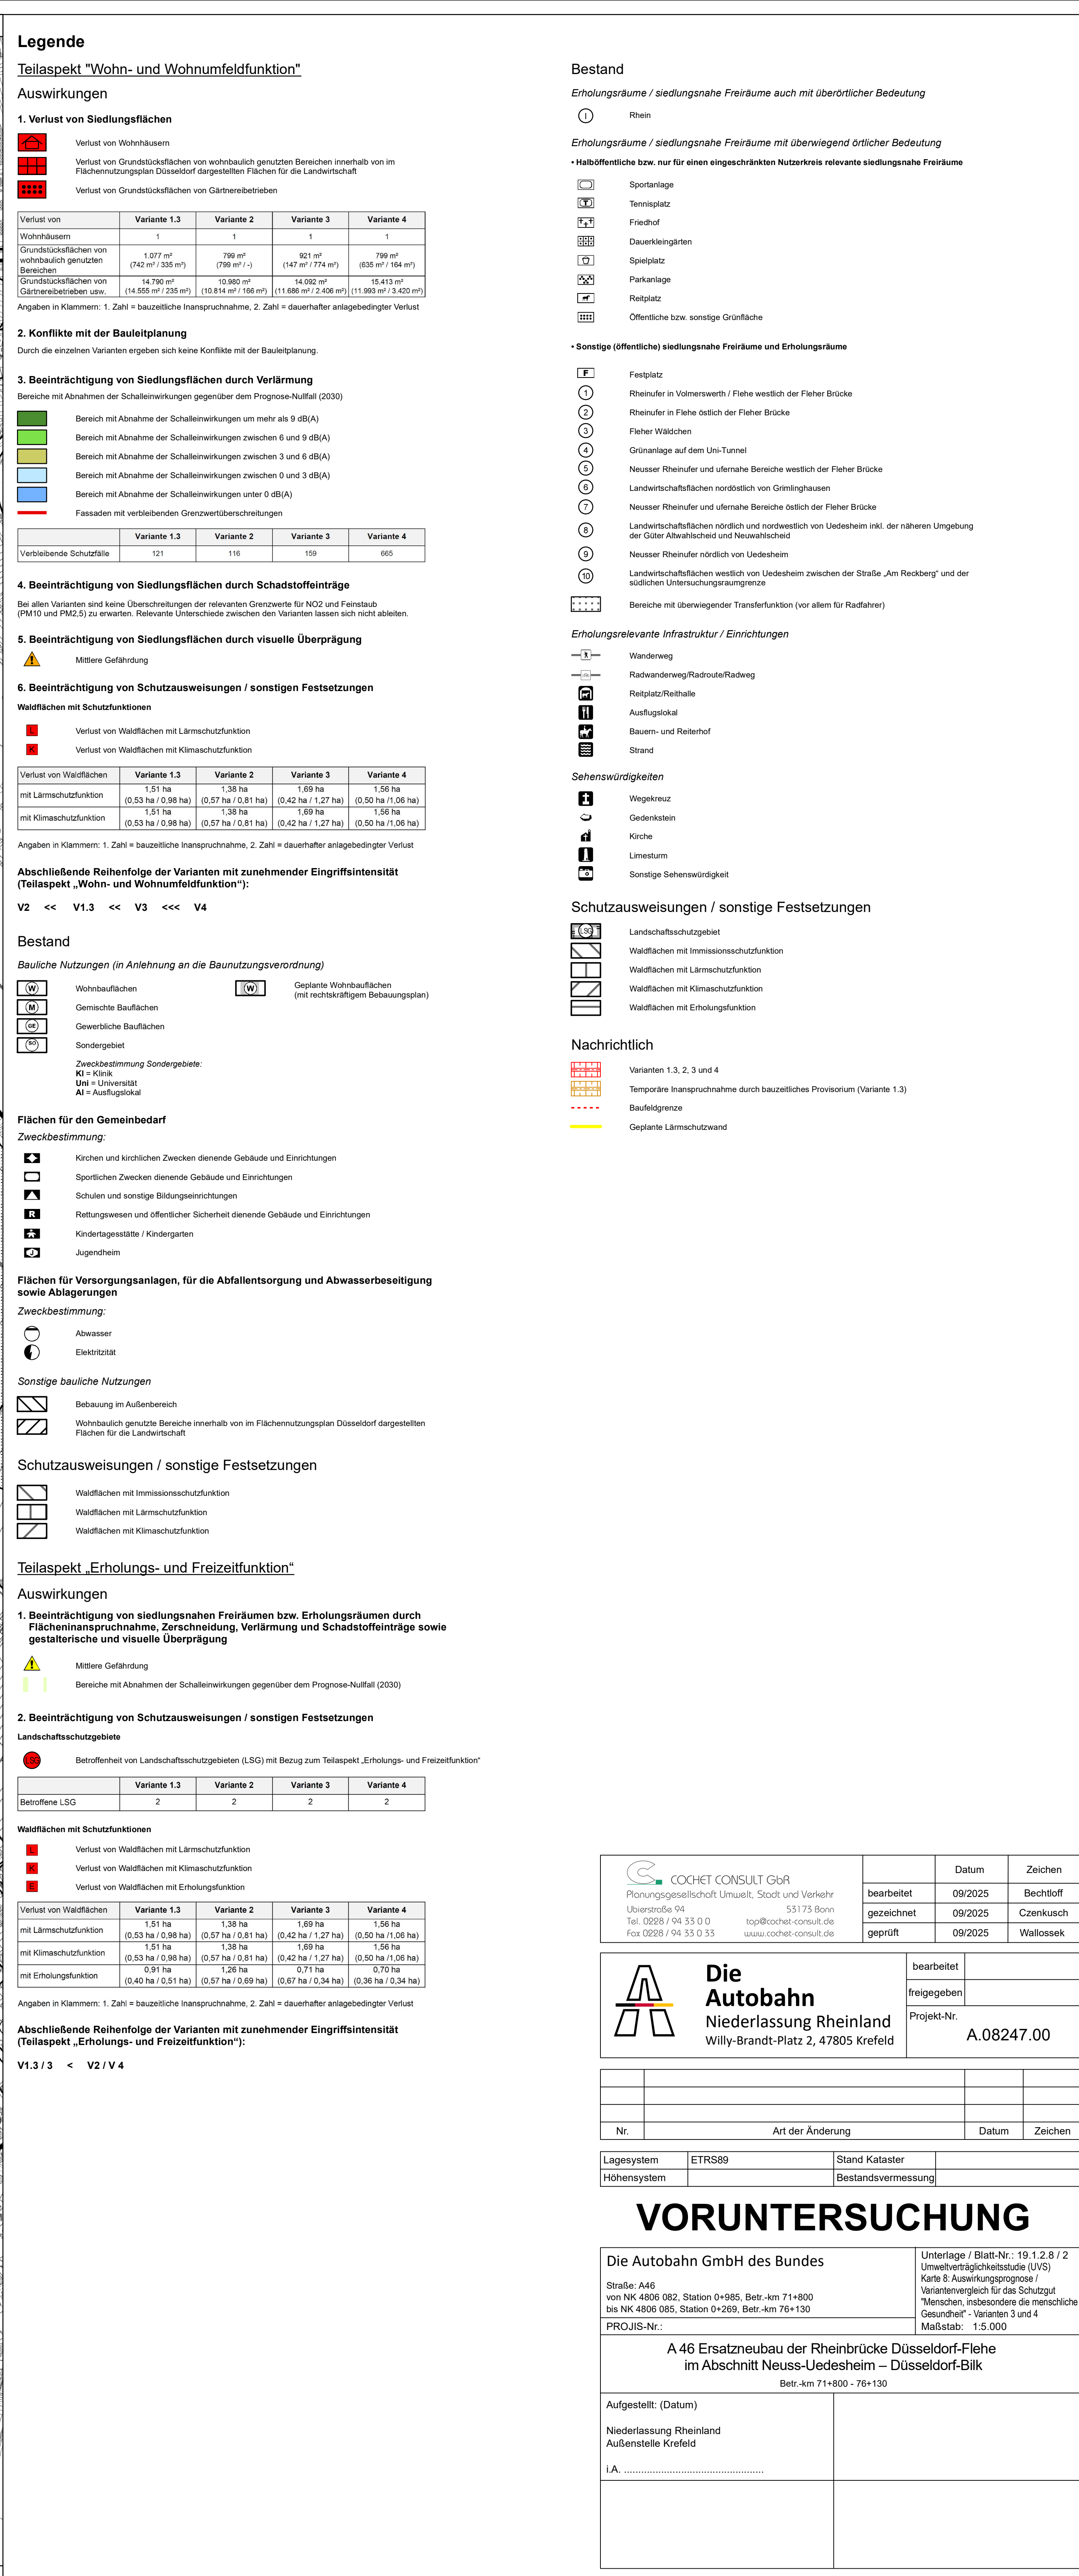 Legende
Teilaspekt "Wohn- und Wohnumfeldfunktion"
Auswirkungen
1. Verlust von Siedlungsflächen
Verlust von Wohnhäusern
Verlust von Grundstücksflächen von wohnbaulich genutzten Bereichen innerhalb von im
Flächennutzungsplan Düsseldorf dargestellten Flächen für die Landwirtschaft
Verlust von Grundstücksflächen von Gärtnereibetrieben
Verlust von Variante 1.3 Variante 2 Variante 3 Variante 4
Wohnhäusern 1 1 1 1
Grundstücksflächen von
wohnbaulich genutzten
Bereichen
1.077 m² 799 m² 921 m² 799 m²
(742 m² / 335 m²) (799 m² / -) (147 m² / 774 m²) (635 m² / 164 m²)
Grundstücksflächen von 14.790 m² 10.980 m² 14.092 m² 15.413 m²
Gärtnereibetrieben usw. (14.555 m² / 235 m²) (10.814 m² / 166 m²) (11.686 m² / 2.406 m²) (11.993 m² / 3.420 m²)
Angaben in Klammern: 1. Zahl = bauzeitliche Inanspruchnahme, 2. Zahl = dauerhafter anlagebedingter Verlust
2. Konflikte mit der Bauleitplanung
Durch die einzelnen Varianten ergeben sich keine Konflikte mit der Bauleitplanung.
3. Beeinträchtigung von Siedlungsflächen durch Verlärmung
Bereiche mit Abnahmen der Schalleinwirkungen gegenüber dem Prognose-Nullfall (2030)
Bereich mit Abnahme der Schalleinwirkungen um mehr als 9 dB(A)
Bereich mit Abnahme der Schalleinwirkungen zwischen 6 und 9 dB(A)
Bereich mit Abnahme der Schalleinwirkungen zwischen 3 und 6 dB(A)
Bereich mit Abnahme der Schalleinwirkungen zwischen 0 und 3 dB(A)
Bereich mit Abnahme der Schalleinwirkungen unter 0 dB(A)
Fassaden mit verbleibenden Grenzwertüberschreitungen
Variante 1.3 Variante 2 Variante 3 Variante 4
Verbleibende Schutzfälle 121 116 159 665
4. Beeinträchtigung von Siedlungsflächen durch Schadstoffeinträge
Bei allen Varianten sind keine Überschreitungen der relevanten Grenzwerte für NO2 und Feinstaub
(PM10 und PM2,5) zu erwarten. Relevante Unterschiede zwischen den Varianten lassen sich nicht ableiten.
5. Beeinträchtigung von Siedlungsflächen durch visuelle Überprägung
Mittlere Gefährdung
6. Beeinträchtigung von Schutzausweisungen / sonstigen Festsetzungen
Waldflächen mit Schutzfunktionen
L Verlust von Waldflächen mit Lärmschutzfunktion
K Verlust von Waldflächen mit Klimaschutzfunktion
Verlust von Waldflächen Variante 1.3 Variante 2 Variante 3 Variante 4
mit Lärmschutzfunktion 1,51 ha 1,38 ha 1,69 ha 1,56 ha
(0,53 ha / 0,98 ha) (0,57 ha / 0,81 ha) (0,42 ha / 1,27 ha) (0,50 ha /1,06 ha)
mit Klimaschutzfunktion 1,51 ha 1,38 ha 1,69 ha 1,56 ha
(0,53 ha / 0,98 ha) (0,57 ha / 0,81 ha) (0,42 ha / 1,27 ha) (0,50 ha /1,06 ha)
Angaben in Klammern: 1. Zahl = bauzeitliche Inanspruchnahme, 2. Zahl = dauerhafter anlagebedingter Verlust
Abschließende Reihenfolge der Varianten mit zunehmender Eingriffsintensität
(Teilaspekt „Wohn- und Wohnumfeldfunktion“):
V2 << V1.3 << V3 <<< V4
Bestand
Bauliche Nutzungen (in Anlehnung an die Baunutzungsverordnung)
W Wohnbauflächen
W Geplante Wohnbauflächen
(mit rechtskräftigem Bebauungsplan)
M Gemischte Bauflächen
GE Gewerbliche Bauflächen
SO Sondergebiet
Zweckbestimmung Sondergebiete:
Kl = Klinik
Uni = Universität
Al = Ausflugslokal
Flächen für den Gemeinbedarf
Zweckbestimmung:
Kirchen und kirchlichen Zwecken dienende Gebäude und Einrichtungen
Sportlichen Zwecken dienende Gebäude und Einrichtungen
Schulen und sonstige Bildungseinrichtungen
R Rettungswesen und öffentlicher Sicherheit dienende Gebäude und Einrichtungen
Kindertagesstätte / Kindergarten
J Jugendheim
Flächen für Versorgungsanlagen, für die Abfallentsorgung und Abwasserbeseitigung
sowie Ablagerungen
Zweckbestimmung:
Abwasser
Elektritzität
Sonstige bauliche Nutzungen
Bebauung im Außenbereich
Wohnbaulich genutzte Bereiche innerhalb von im Flächennutzungsplan Düsseldorf dargestellten
Flächen für die Landwirtschaft
Schutzausweisungen / sonstige Festsetzungen
Waldflächen mit Immissionsschutzfunktion
Waldflächen mit Lärmschutzfunktion
Waldflächen mit Klimaschutzfunktion
Teilaspekt „Erholungs- und Freizeitfunktion“
Auswirkungen
1. Beeinträchtigung von siedlungsnahen Freiräumen bzw. Erholungsräumen durch
Flächeninanspruchnahme, Zerschneidung, Verlärmung und Schadstoffeinträge sowie
gestalterische und visuelle Überprägung
Mittlere Gefährdung
Bereiche mit Abnahmen der Schalleinwirkungen gegenüber dem Prognose-Nullfall (2030)
2. Beeinträchtigung von Schutzausweisungen / sonstigen Festsetzungen
Landschaftsschutzgebiete
LSG Betroffenheit von Landschaftsschutzgebieten (LSG) mit Bezug zum Teilaspekt „Erholungs- und Freizeitfunktion“
Variante 1.3 Variante 2 Variante 3 Variante 4
Betroffene LSG 2 2 2 2
Waldflächen mit Schutzfunktionen
L Verlust von Waldflächen mit Lärmschutzfunktion
K Verlust von Waldflächen mit Klimaschutzfunktion
E Verlust von Waldflächen mit Erholungsfunktion
Verlust von Waldflächen Variante 1.3 Variante 2 Variante 3 Variante 4
mit Lärmschutzfunktion 1,51 ha 1,38 ha 1,69 ha 1,56 ha
(0,53 ha / 0,98 ha) (0,57 ha / 0,81 ha) (0,42 ha / 1,27 ha) (0,50 ha /1,06 ha)
mit Klimaschutzfunktion 1,51 ha 1,38 ha 1,69 ha 1,56 ha
(0,53 ha / 0,98 ha) (0,57 ha / 0,81 ha) (0,42 ha / 1,27 ha) (0,50 ha /1,06 ha)
mit Erholungsfunktion 0,91 ha 1,26 ha 0,71 ha 0,70 ha
(0,40 ha / 0,51 ha) (0,57 ha / 0,69 ha) (0,67 ha / 0,34 ha) (0,36 ha / 0,34 ha)
Angaben in Klammern: 1. Zahl = bauzeitliche Inanspruchnahme, 2. Zahl = dauerhafter anlagebedingter Verlust
Abschließende Reihenfolge der Varianten mit zunehmender Eingriffsintensität
(Teilaspekt „Erholungs- und Freizeitfunktion“):
V1.3 / 3 < V2 / V 4
Bestand
Erholungsräume / siedlungsnahe Freiräume auch mit überörtlicher Bedeutung
I Rhein
Erholungsräume / siedlungsnahe Freiräume mit überwiegend örtlicher Bedeutung
• Halböffentliche bzw. nur für einen eingeschränkten Nutzerkreis relevante siedlungsnahe Freiräume
Sportanlage
T Tennisplatz
Friedhof
Dauerkleingärten
Spielplatz
Parkanlage
Reitplatz
Öffentliche bzw. sonstige Grünfläche
• Sonstige (öffentliche) siedlungsnahe Freiräume und Erholungsräume
F Festplatz
1 Rheinufer in Volmerswerth / Flehe westlich der Fleher Brücke
2 Rheinufer in Flehe östlich der Fleher Brücke
3 Fleher Wäldchen
4 Grünanlage auf dem Uni-Tunnel
5 Neusser Rheinufer und ufernahe Bereiche westlich der Fleher Brücke
6 Landwirtschaftsflächen nordöstlich von Grimlinghausen
7 Neusser Rheinufer und ufernahe Bereiche östlich der Fleher Brücke
8 Landwirtschaftsflächen nördlich und nordwestlich von Uedesheim inkl. der näheren Umgebung
der Güter Altwahlscheid und Neuwahlscheid
9 Neusser Rheinufer nördlich von Uedesheim
10 Landwirtschaftsflächen westlich von Uedesheim zwischen der Straße „Am Reckberg“ und der
südlichen Untersuchungsraumgrenze
Bereiche mit überwiegender Transferfunktion (vor allem für Radfahrer)
Erholungsrelevante Infrastruktur / Einrichtungen
Wanderweg
Radwanderweg/Radroute/Radweg
Reitplatz/Reithalle
Ausflugslokal
Bauern- und Reiterhof
Strand
Sehenswürdigkeiten
Wegekreuz
Gedenkstein
Kirche
Limesturm
Sonstige Sehenswürdigkeit
Schutzausweisungen / sonstige Festsetzungen
LSG Landschaftsschutzgebiet
Waldflächen mit Immissionsschutzfunktion
Waldflächen mit Lärmschutzfunktion
Waldflächen mit Klimaschutzfunktion
Waldflächen mit Erholungsfunktion
Nachrichtlich
Varianten 1.3, 2, 3 und 4
Temporäre Inanspruchnahme durch bauzeitliches Provisorium (Variante 1.3)
Baufeldgrenze
Geplante Lärmschutzwand
COCHET CONSULT GbR
Planungsgesellschaft Umwelt, Stadt und Verkehr
Ubierstraße 94 53173 Bonn
Tel. 0228 / 94 33 0 0 top@cochet-consult.de
Fax 0228 / 94 33 0 33 www.cochet-consult.de
Datum Zeichen
bearbeitet 09/2025 Bechtloff
gezeichnet 09/2025 Czenkusch
geprüft 09/2025 Wallossek
Die
Autobahn
Niederlassung Rheinland
Willy-Brandt-Platz 2, 47805 Krefeld
bearbeitet
freigegeben
Projekt-Nr.
A.08247.00
Nr. Art der Änderung Datum Zeichen
Lagesystem ETRS89 Stand Kataster
Höhensystem Bestandsvermessung
VORUNTERSUCHUNG
Die Autobahn GmbH des Bundes
Straße: A46
von NK 4806 082, Station 0+985, Betr.-km 71+800
bis NK 4806 085, Station 0+269, Betr.-km 76+130
PROJIS-Nr.:
Unterlage / Blatt-Nr.: 19.1.2.8 / 2
Umweltverträglichkeitsstudie (UVS)
Karte 8: Auswirkungsprognose /
Variantenvergleich für das Schutzgut
"Menschen, insbesondere die menschliche
Gesundheit" - Varianten 3 und 4
Maßstab: 1:5.000
A 46 Ersatzneubau der Rheinbrücke Düsseldorf-Flehe
im Abschnitt Neuss-Uedesheim – Düsseldorf-Bilk
Betr.-km 71+800 - 76+130
Aufgestellt: (Datum)
Niederlassung Rheinland
Außenstelle Krefeld
i.A. .................................................